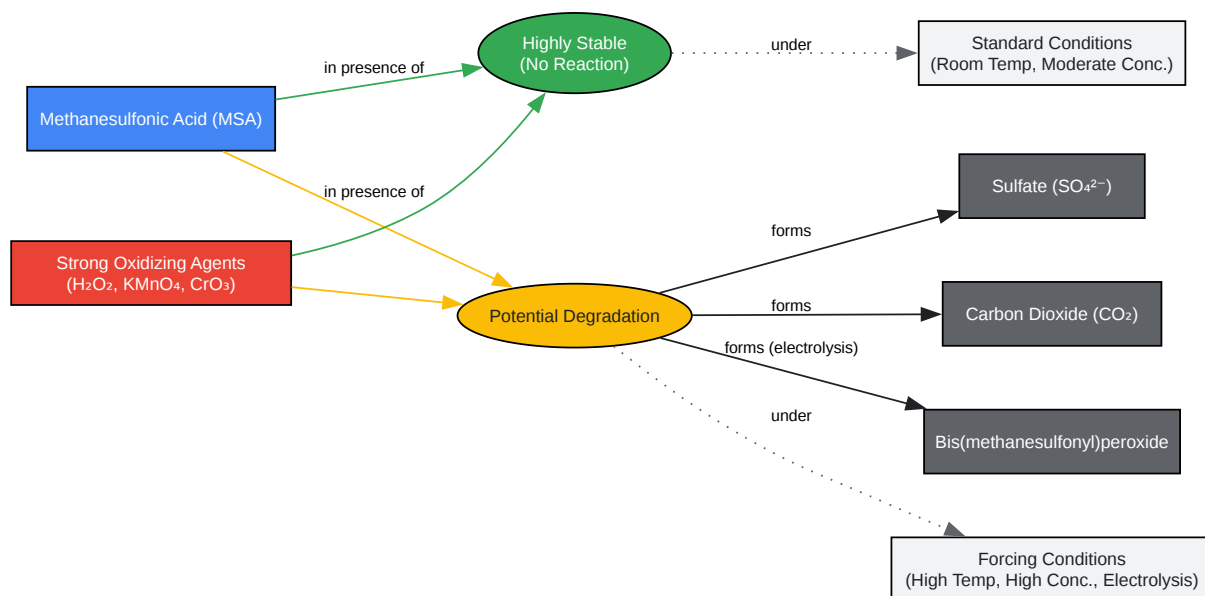 Highly Stable
(No Reaction)
under
Standard Conditions
(Room Temp, Moderate Conc.)
in presence of
Methanesulfonic Acid (MSA)
in presence of
Sulfate (SO₄²⁻)
forms
Strong Oxidizing Agents
(H₂O₂, KMnO₄, CrO₃)
Potential Degradation
forms
Carbon Dioxide (CO₂)
forms (electrolysis)
under
Bis(methanesulfonyl)peroxide
Forcing Conditions
(High Temp, High Conc., Electrolysis)